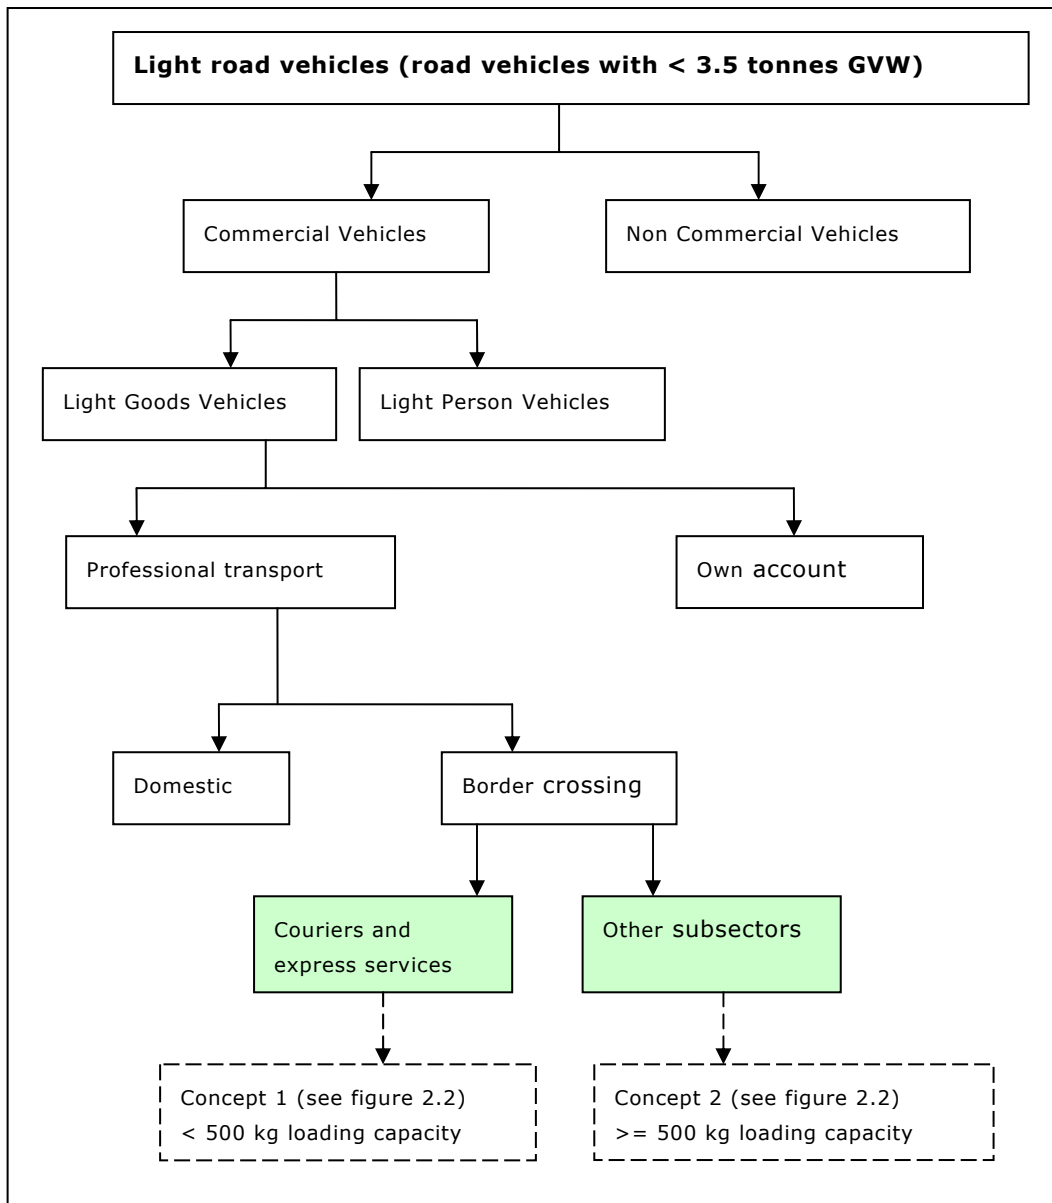 Light road vehicles (road vehicles with < 3.5 tonnes GVW)
Commercial Vehicles
Non Commercial Vehicles
Light Goods Vehicles
Light Person Vehicles
Professional transport
Own account
Domestic
Border crossing
Couriers and
express services
Other subsectors
Concept 1 (see figure 2.2)
< 500 kg loading capacity
Concept 2 (see figure 2.2)
>= 500 kg loading capacity